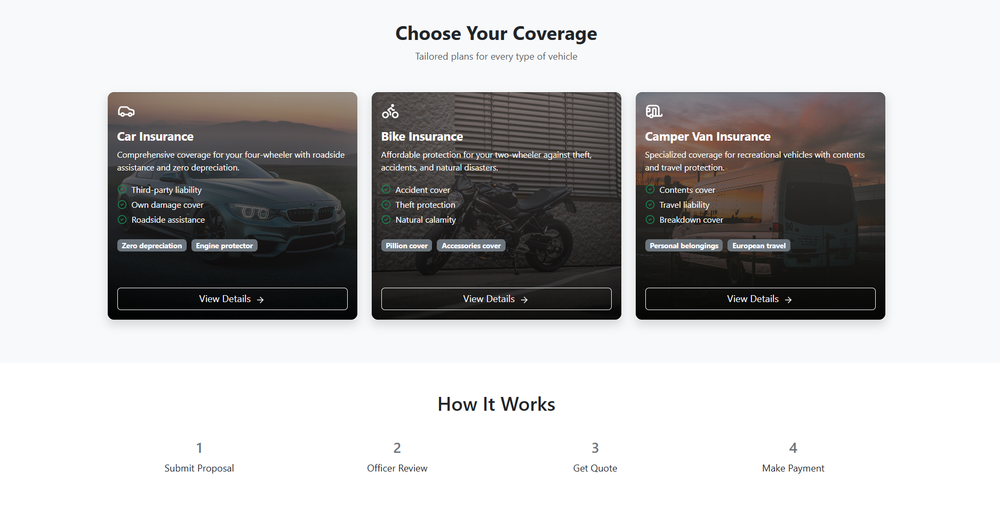 Choose Your Coverage
Tailored plans for every type of vehicle
Car Insurance
Comprehensive coverage for your four-wheeler with roadside
assistance and zero depreciation.
Third-party liability
Own damage cover
Roadside assistance
Zero depreciation
Engine protector
View Details →
Bike Insurance
Affordable protection for your two-wheeler against theft,
accidents, and natural disasters.
Accident cover
Theft protection
Natural calamity
Pillion cover
Accessories cover
View Details →
Camper Van Insurance
Specialized coverage for recreational vehicles with contents
and travel protection.
Contents cover
Travel liability
Breakdown cover
90
Personal belongings
European travel
View Details →
How It Works
1
Submit Proposal
2
Officer Review
3
Get Quote
4
Make Payment